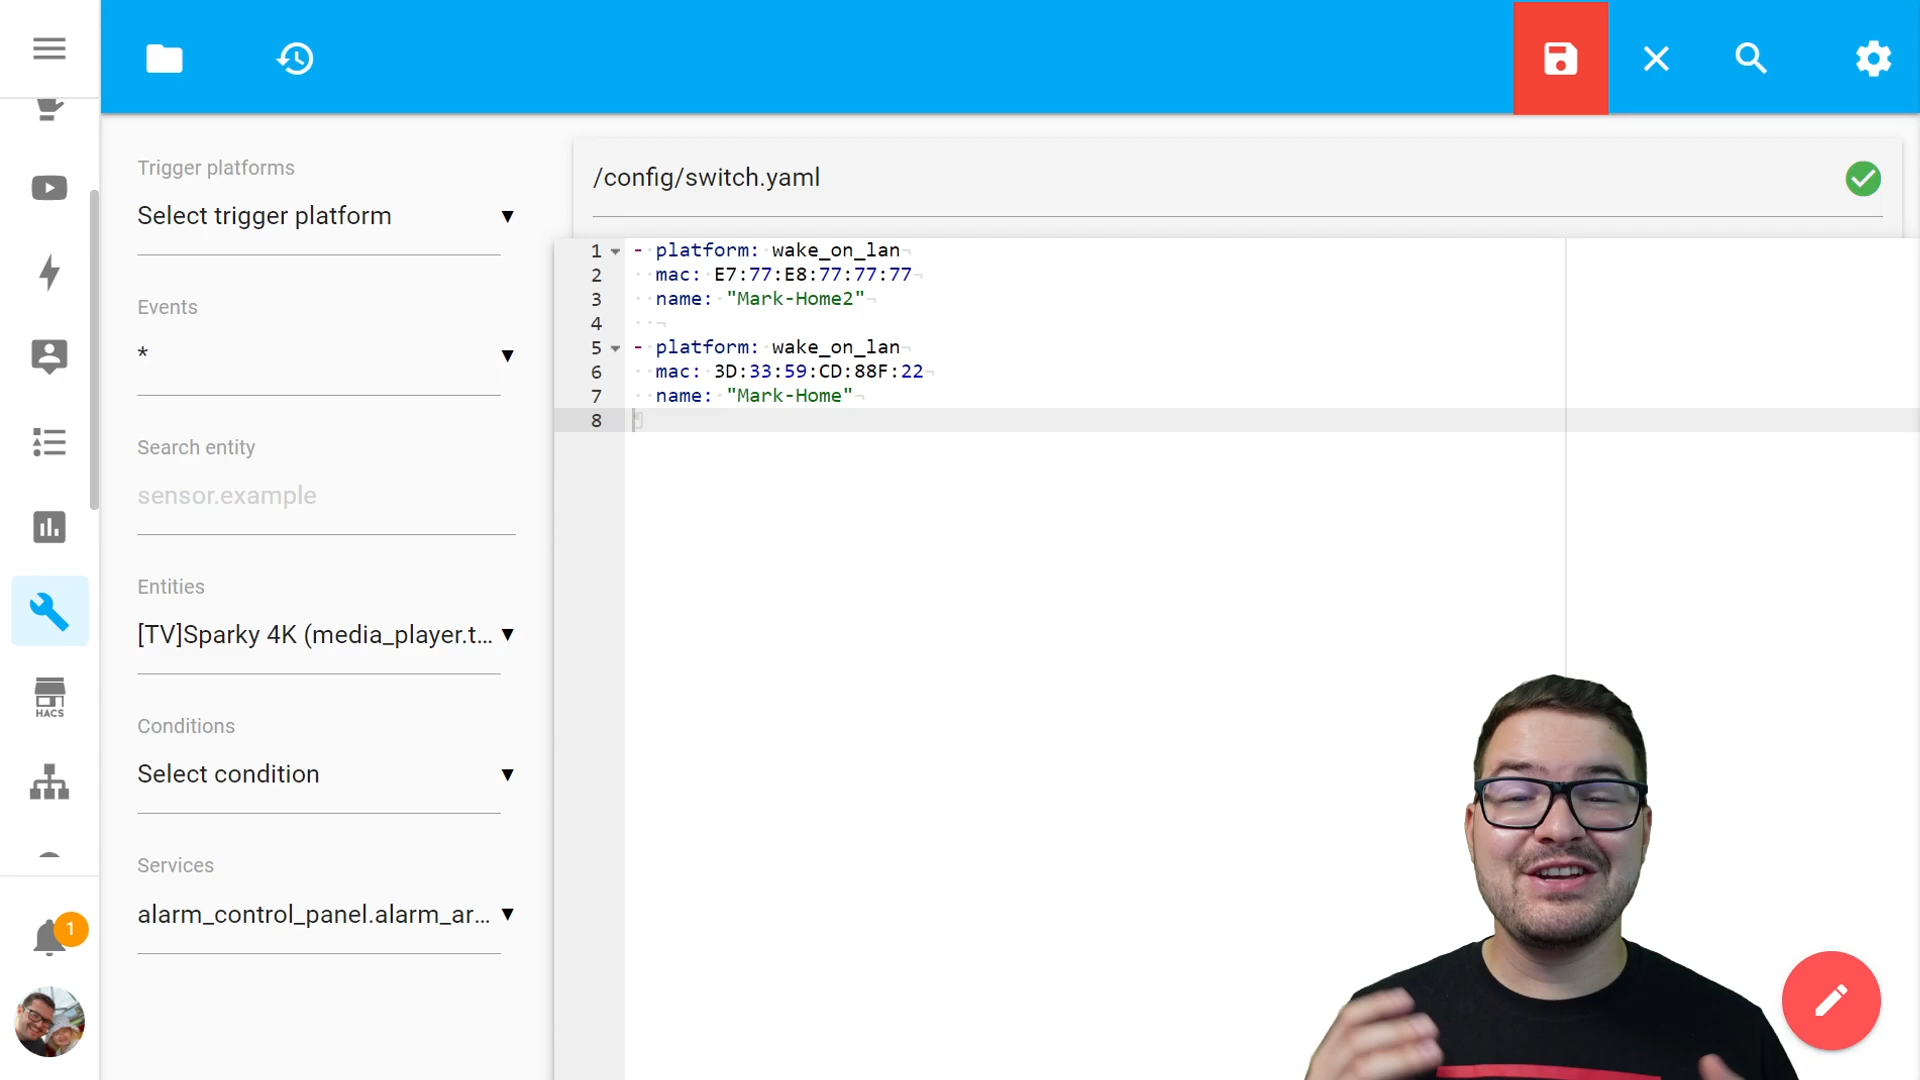 Trigger platforms
Select trigger platform
Events
*
Search entity
sensor.example
Entities
[TV]Sparky 4K (media_player.t...
Conditions
Select condition
Services
alarm_control_panel.alarm_ar...
HACS
1
/config/switch.yaml
1 - platform: wake_on_lan
2 mac: E7:77:E8:77:77:77
3 name: "Mark-Home2"
4
5 - platform: wake_on_lan
6 mac: 3D:33:59:CD:88F:22
7 name: "Mark-Home"
8